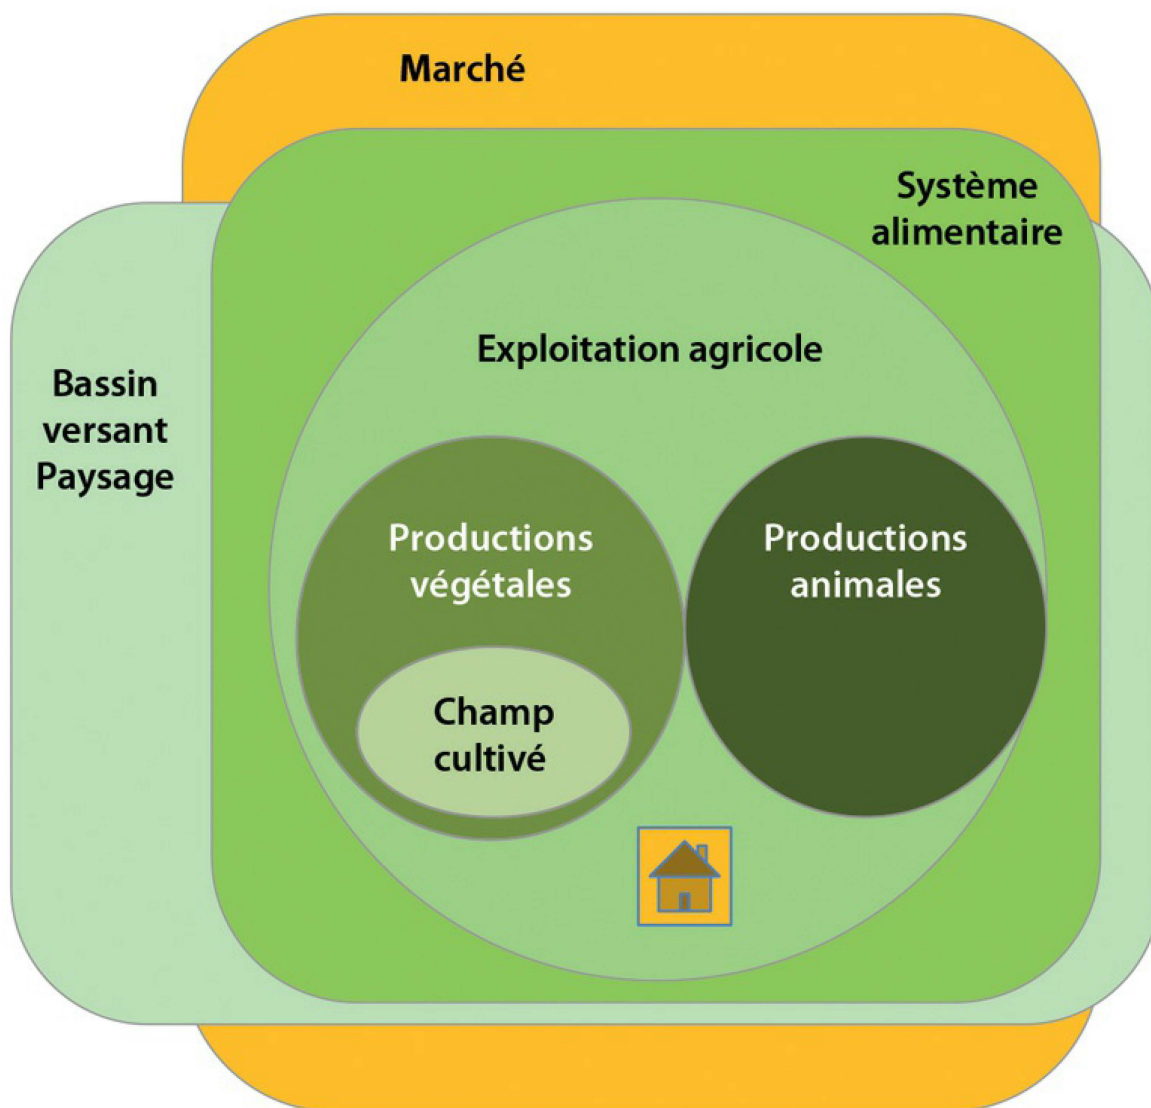 Marché
Système
alimentaire
Exploitation agricole
Bassin
versant
Paysage
Productions
végétales
Productions
animales
Champ
cultivé